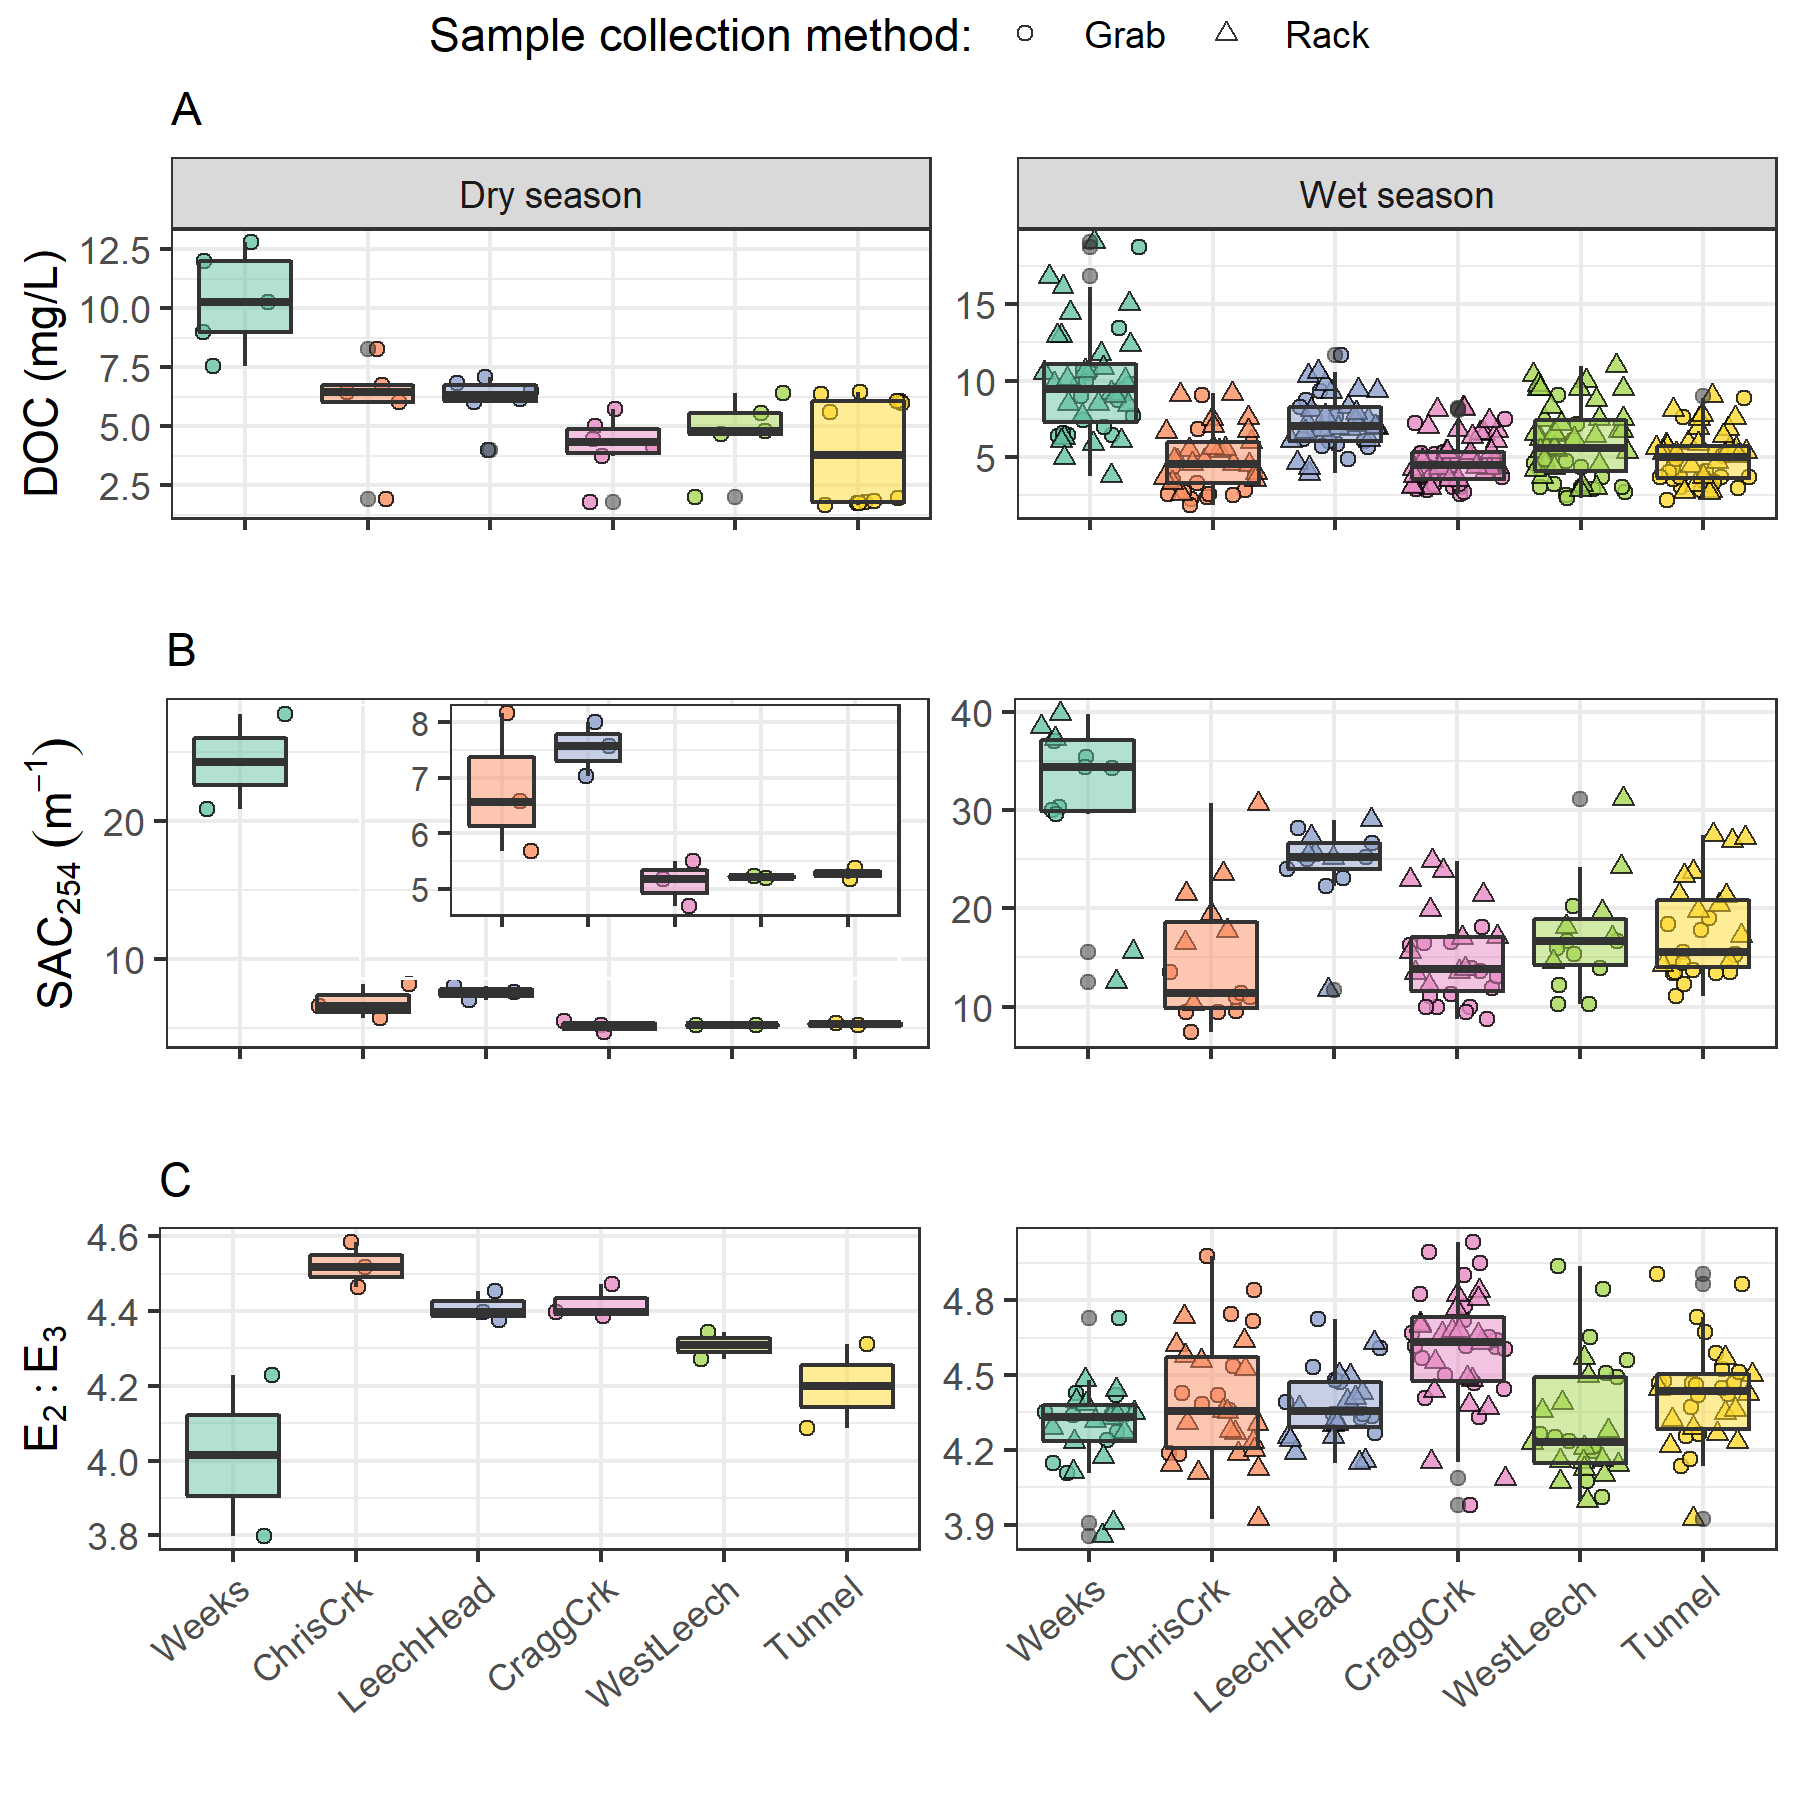 Sample collection method: Grab Rack
A
Dry season Wet season
DOC (mg/L)
12.5
10.0
7.5
5.0
2.5
15
10
5
B
SAC₂₅₄ (m⁻¹)
20
10
8
7
6
5
40
30
20
10
C
E₂ : E₃
4.6
4.4
4.2
4.0
3.8
4.8
4.5
4.2
3.9
Weeks
ChrisCrk
LeechHead
CraggCrk
WestLeech
Tunnel
Weeks
ChrisCrk
LeechHead
CraggCrk
WestLeech
Tunnel